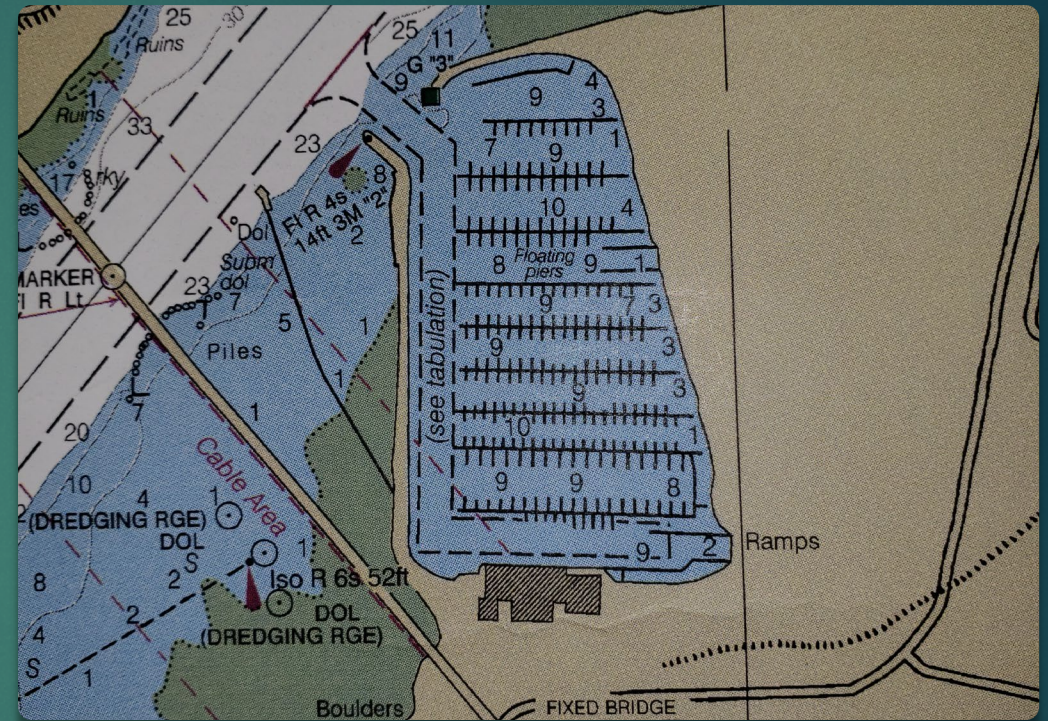 25
30
Ruins
25
11
G "3"
9
1
Ruins
33
9
4
3
7
9
1
23
17
rky
es
8
Fl R 4s
14ft 3M "2"
2
10
4
Dol
Subm
dol
8
Floating
piers
9
1
MARKER
Fl R Lt
23
7
9
7
3
(see tabulation)
5
1
Piles
9
3
1
9
3
7
1
10
1
20
Cable Area
10
4
1
9
9
8
2
(DREDGING RGE)
DOL
1
9
2
Ramps
S
2
Iso R 6s 52ft
8
DOL
2
(DREDGING RGE)
4
S
1
Boulders
FIXED BRIDGE